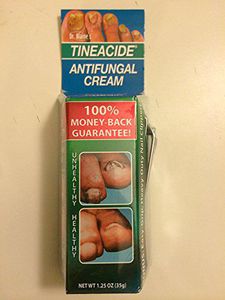 Dr. Blaine's
TINEACIDE®
ANTIFUNGAL
CREAM
100%
MONEY-BACK
GUARANTEE!
UNHEALTHY
HEALTHY
NET WT 1.25 OZ (35g)